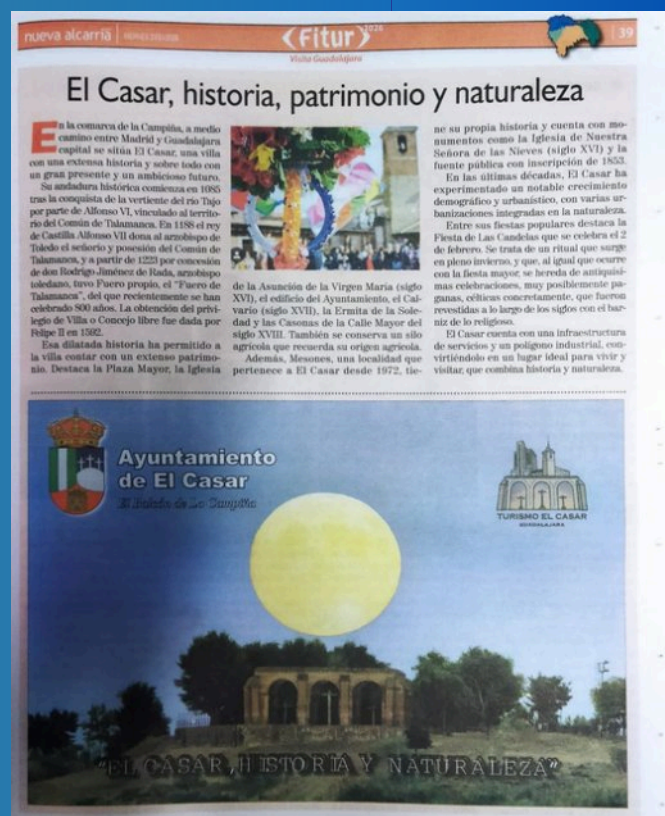 nueva alcarria
Fitur 2026
39
Visita Guadalajara
El Casar, historia, patrimonio y naturaleza
En la comarca de la Campiña, a medio
camino entre Madrid y Guadalajara
capital se sitúa El Casar, una villa
con una extensa historia y sobre todo con
un gran presente y un ambicioso futuro.
Su andadura histórica comienza en 1085
tras la conquista de la vertiente del río Tajo
por parte de Alfonso VI, vinculado al territo-
rio del Común de Talamanca. En 1188 el rey
de Castilla Alfonso VII dona al arzobispo de
Toledo el señorío y posesión del Común de
Talamanca, y a partir de 1223 por concesión
de don Rodrigo Jiménez de Rada, arzobispo
toledano, tuvo Fuero propio, el "Fuero de
Talamanca", del que recientemente se han
celebrado 800 años. La obtención del privi-
legio de Villa o Concejo libre fue dada por
Felipe II en 1592.
Esa dilatada historia ha permitido a
la villa contar con un extenso patrimo-
nio. Destaca la Plaza Mayor, la Iglesia
de la Asunción de la Virgen María (siglo
XVI), el edificio del Ayuntamiento, el Cal-
vario (siglo XVII), la Ermita de la Sole-
dad y las Casonas de la Calle Mayor del
siglo XVIII. También se conserva un silo
agrícola que recuerda su origen agrícola.
Además, Mesones, una localidad que
pertenece a El Casar desde 1972, tie-
ne su propia historia y cuenta con mo-
numentos como la Iglesia de Nuestra
Señora de las Nieves (siglo XVI) y la
fuente pública con inscripción de 1853.
En las últimas décadas, El Casar ha
experimentado un notable crecimiento
demográfico y urbanístico, con varias ur-
banizaciones integradas en la naturaleza.
Entre sus fiestas populares destaca la
Fiesta de Las Candelas que se celebra el 2
de febrero. Se trata de un ritual que surge
en pleno invierno, y que, al igual que ocurre
con la fiesta mayor, se hereda de antiquísi-
mas celebraciones, muy posiblemente pa-
ganas, célticas concretamente, que fueron
revestidas a lo largo de los siglos con el bar-
niz de lo religioso.
El Casar cuenta con una infraestructura
de servicios y un polígono industrial, con-
virtiéndolo en un lugar ideal para vivir y
visitar, que combina historia y naturaleza.
Ayuntamiento
de El Casar
El Balcón de La Campiña
TURISMO EL CASAR
GUADALAJARA
"EL CASAR, HISTORIA Y NATURALEZA"